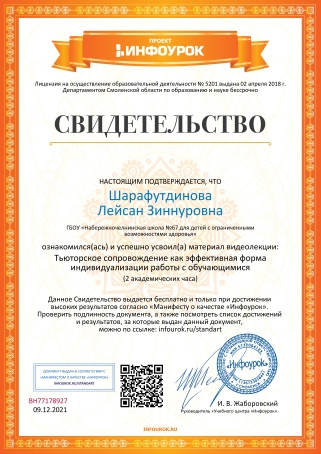 ПРОЕКТ
ИНФОУРОК
Лицензия на осуществление образовательной деятельности № 5201 выдана 02 апреля 2018 г.
Департаментом Смоленской области по образованию и науке бессрочно
СВИДЕТЕЛЬСТВО
НАСТОЯЩИМ ПОДТВЕРЖДАЕТСЯ, ЧТО
Шарафутдинова
Лейсан Зиннуровна
ГБОУ «Набережночелнинская школа №67 для детей с ограниченными
возможностями здоровья»
ознакомился(ась) и успешно усвоил(а) материал видеолекции:
Тьюторское сопровождение как эффективная форма
индивидуализации работы с обучающимися
(2 академических часа)
Данное Свидетельство выдается бесплатно и только при достижении
высоких результатов согласно «Манифесту о качестве «Инфоурок».
Проверить подлинность документа, а также посмотреть список достижений
и результатов, за которые выдан данный документ,
можно по ссылке: infourok.ru/standart
ДОКУМЕНТ ВЫДАН В СООТВЕТСТВИИ С
«МАНИФЕСТОМ О КАЧЕСТВЕ «ИНФОУРОК»
INFOUROK.RU/STANDART
ВН77178927
09.12.2021
Инфоурок
И. В. Жаборовский
Руководитель «Учебного центра «Инфоурок»
INFOUROK.RU